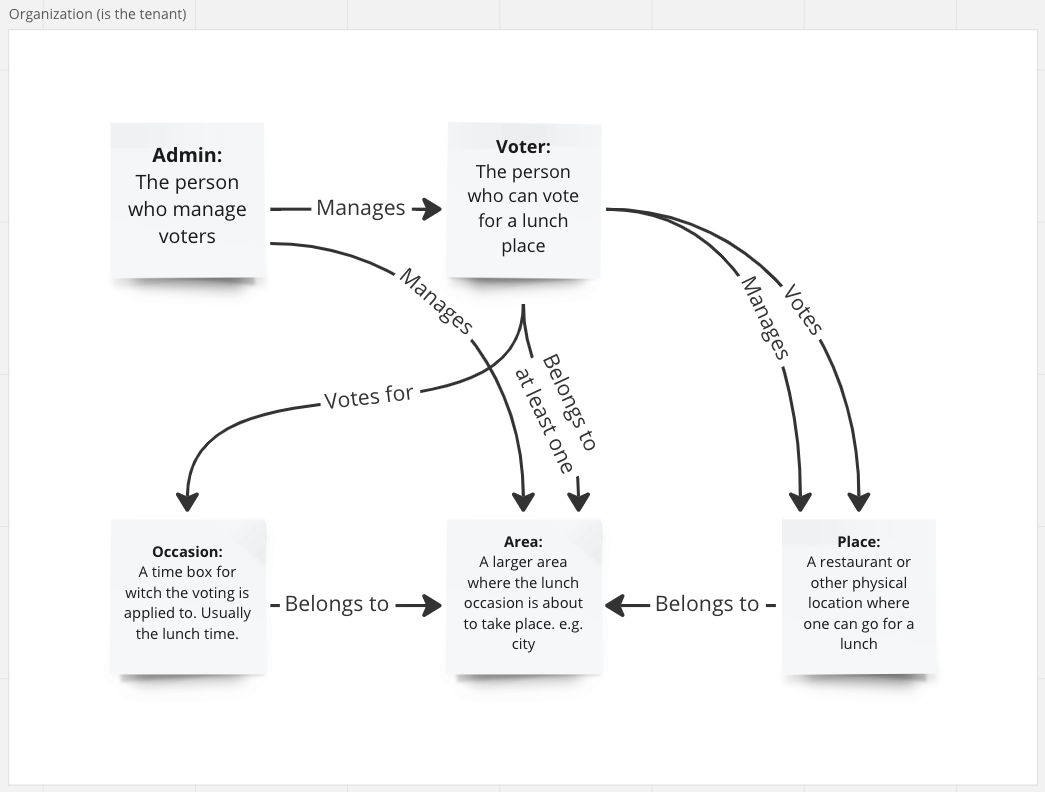 Organization (is the tenant)
Admin:
The person
who manage
voters
Manages
Voter:
The person
who can vote
for a lunch
place
Manages
Manages
Votes
Votes for
Belongs to
at least one
Occasion:
A time box for
witch the voting is
applied to. Usually
the lunch time.
Belongs to
Area:
A larger area
where the lunch
occasion is about
to take place. e.g.
city
Belongs to
Place:
A restaurant or
other physical
location where
one can go for a
lunch